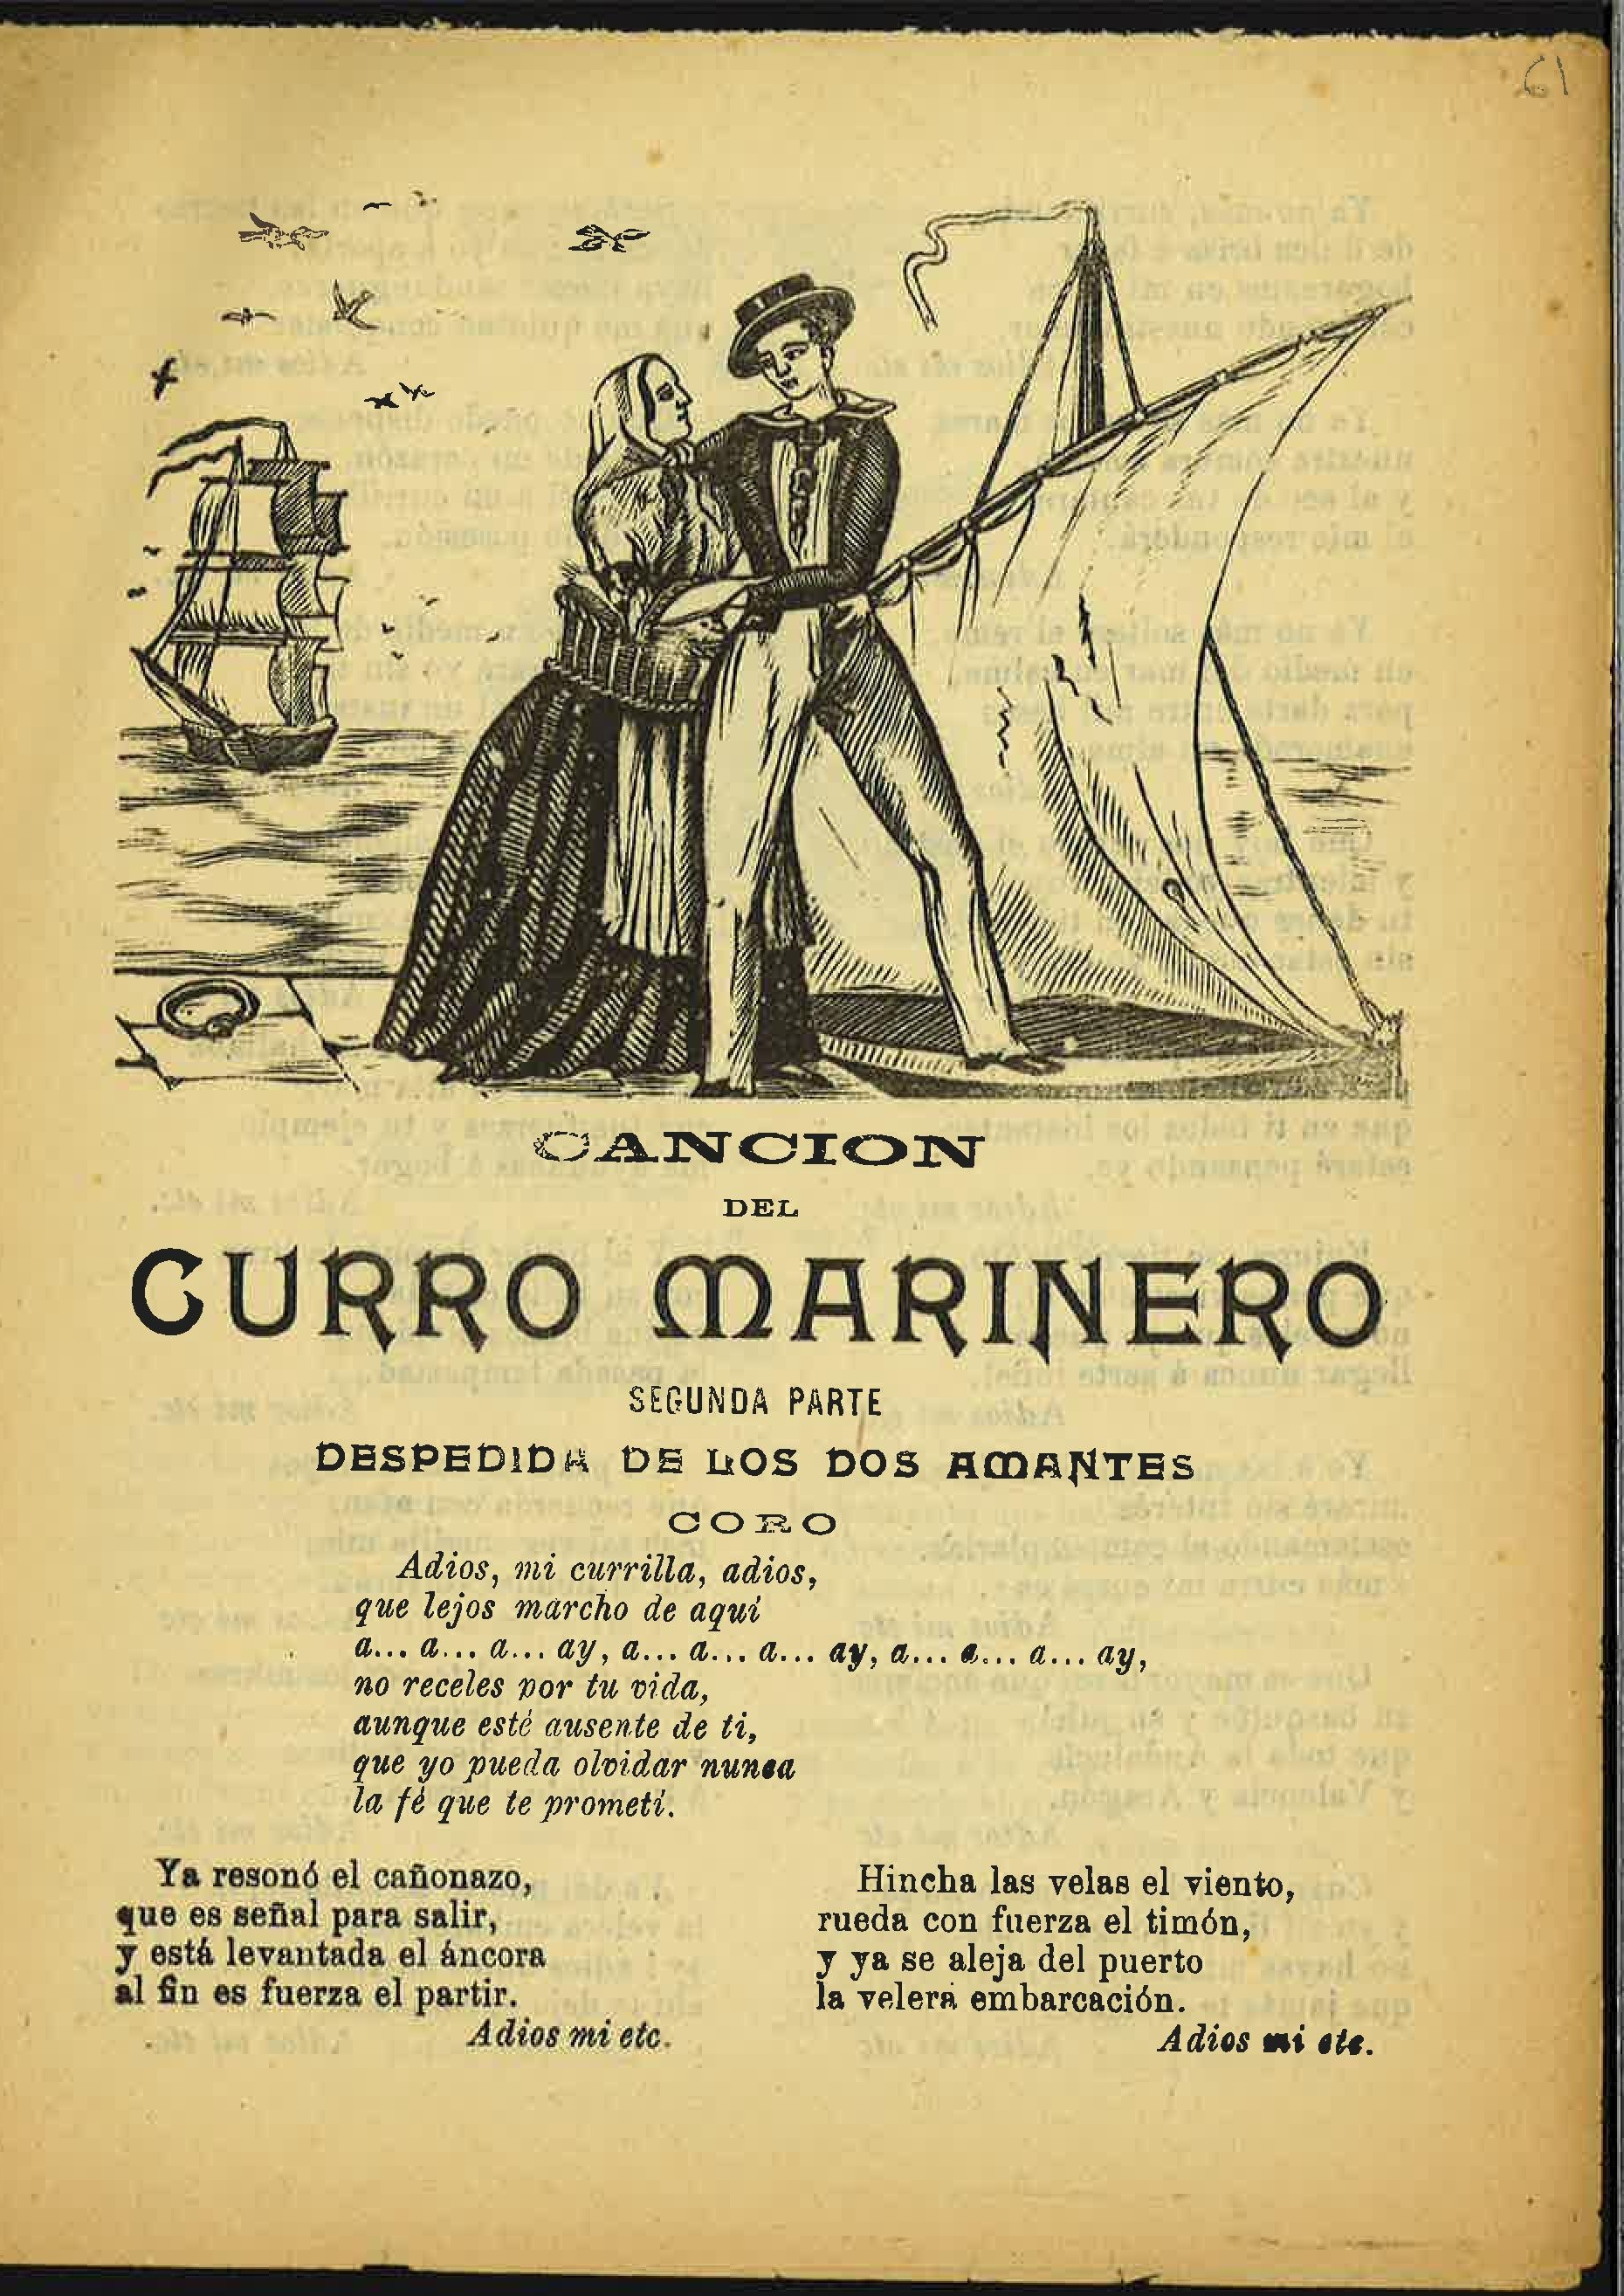 61
CANCION
DEL
CURRO MARINERO
SEGUNDA PARTE
DESPEDIDA DE LOS DOS AMANTES
CORO
Adios, mi currilla, adios,
que lejos marcho de aquí
a... a... a... ay, a... a... a... ay, a... a... a... ay,
no receles por tu vida,
aunque esté ausente de ti,
que yo pueda olvidar nunca
la fé que te prometí.
Ya resonó el cañonazo,
que es señal para salir,
y está levantada el áncora
al fin es fuerza el partir.
Adios mi etc.
Hincha las velas el viento,
rueda con fuerza el timón,
y ya se aleja del puerto
la velera embarcación.
Adios mi etc.